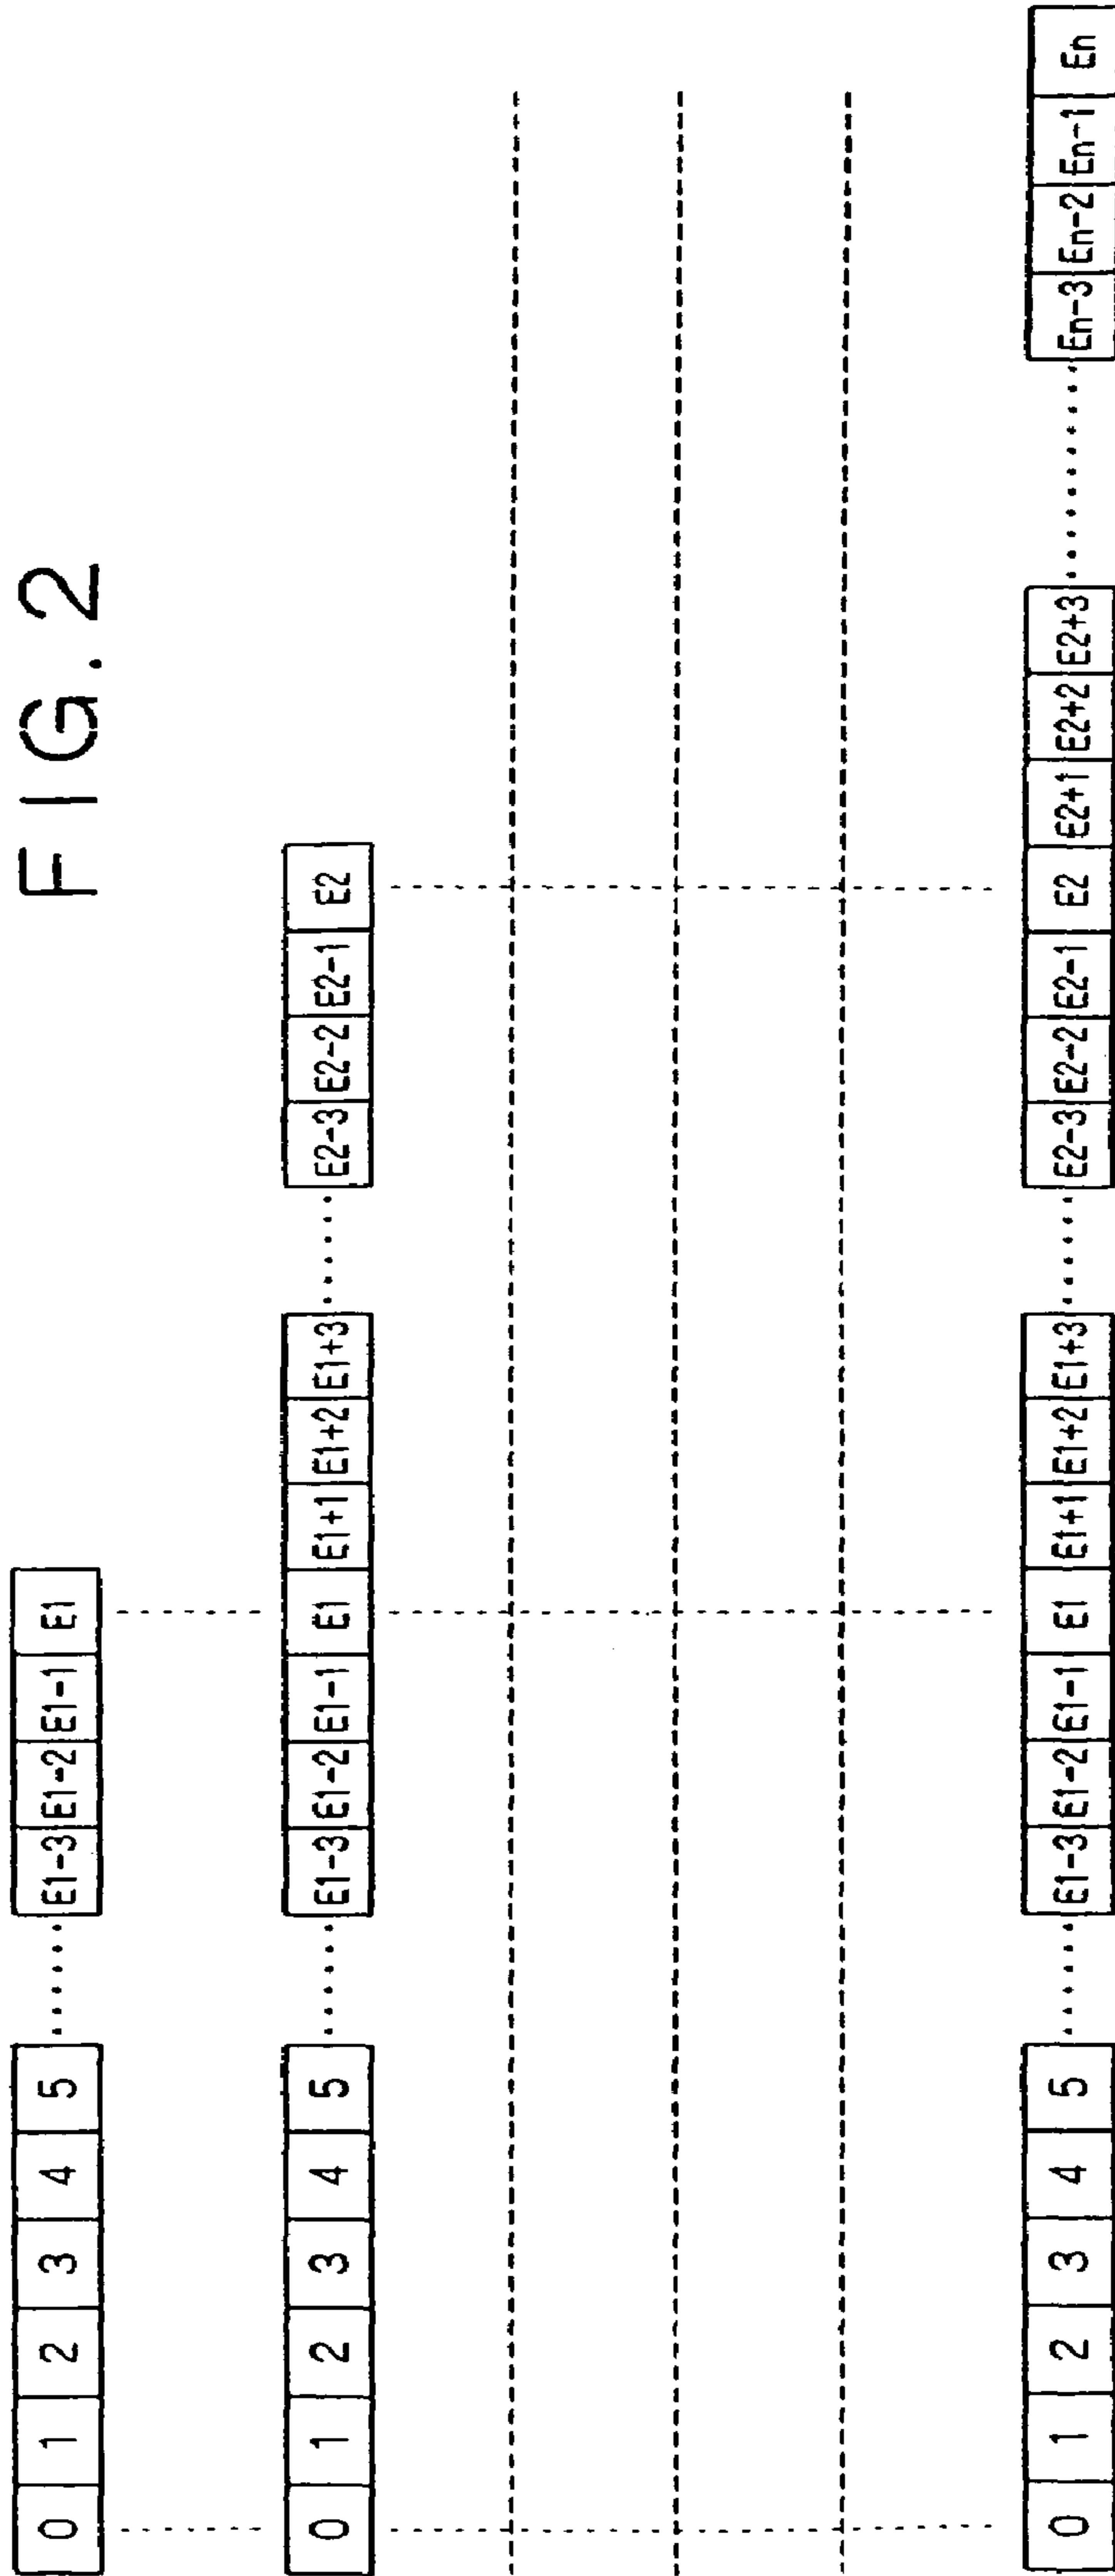 FIG.2
0 1 2 3 4 5 ...... E1-3 E1-2 E1-1 E1
0 1 2 3 4 5 ...... E1-3 E1-2 E1-1 E1 E1+1 E1+2 E1+3 ...... E2-3 E2-2 E2-1 E2
0 1 2 3 4 5 ...... E1-3 E1-2 E1-1 E1 E1+1 E1+2 E1+3 ...... E2-3 E2-2 E2-1 E2 E2+1 E2+2 E2+3 ........... En-3 En-2 En-1 En